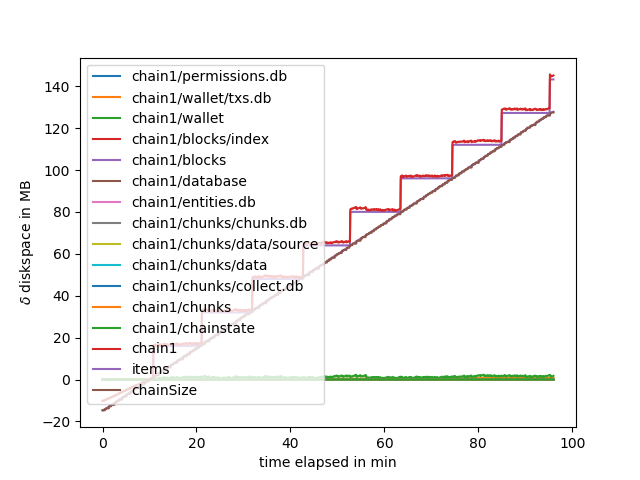 140
120
100
80
60
40
20
0
−20
δ diskspace in MB
chain1/permissions.db
chain1/wallet/txs.db
chain1/wallet
chain1/blocks/index
chain1/blocks
chain1/database
chain1/entities.db
chain1/chunks/chunks.db
chain1/chunks/data/source
chain1/chunks/data
chain1/chunks/collect.db
chain1/chunks
chain1/chainstate
chain1
items
chainSize
0 20 40 60 80 100
time elapsed in min